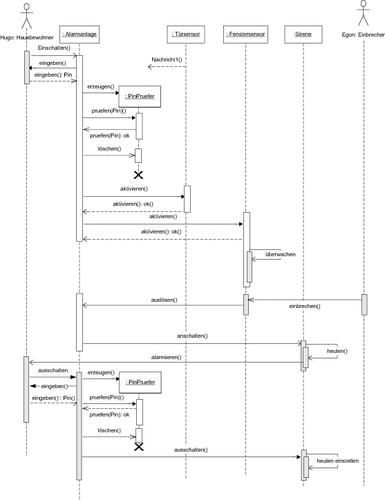 Hugo: Hausbewohner
: Alarmanlage
: Türsensor
: Fenstersensor
:Sirene
Egon: Einbrecher
Einschalten()
eingeben()
eingeben(): Pin
Nachricht1()
erzeugen()
: PinPruefer
pruefen(Pin)()
pruefen(Pin): ok
löschen()
aktivieren()
aktivieren(): ok()
aktivieren()
aktivieren(): ok()
überwachen
auslösen()
einbrechen()
anschalten()
heulen()
alarmieren()
ausschalten
erzeugen()
: PinPruefer
eingeben()
eingeben() : Pin()
pruefen(Pin)()
pruefen(Pin): ok
löschen()
ausschalten()
heulen einstellen